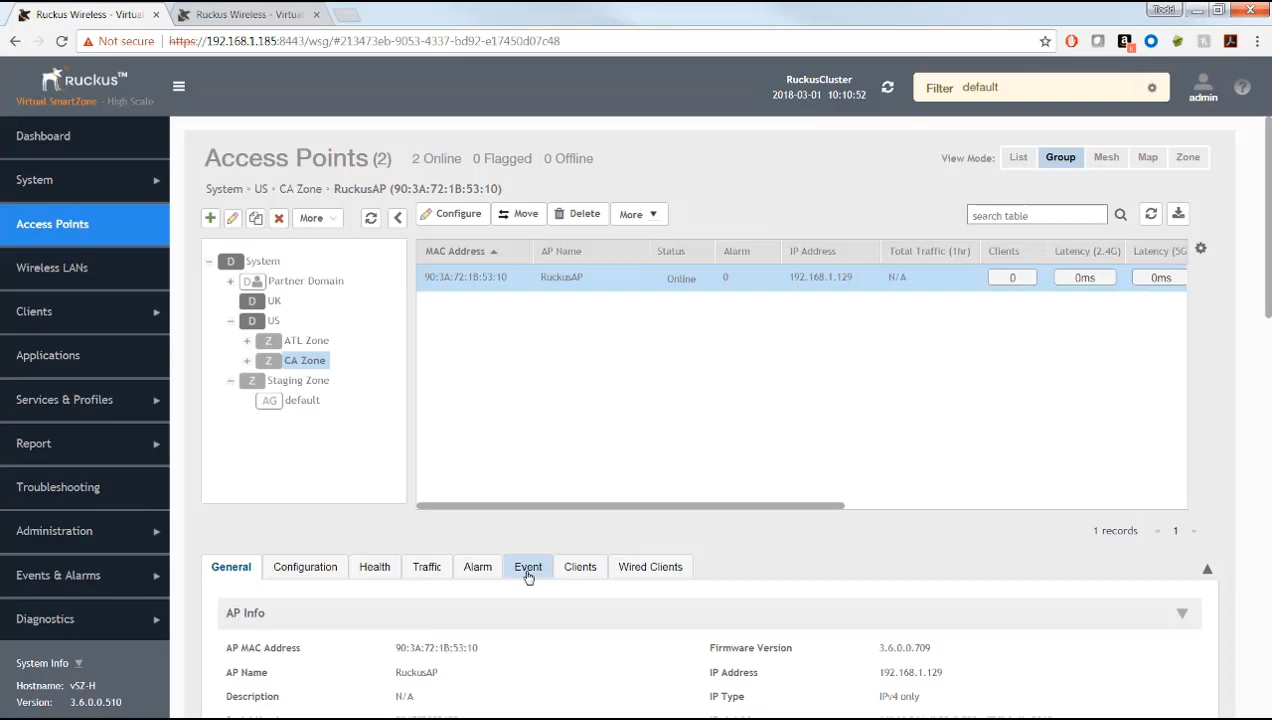 Ruckus Wireless - Virtual
Ruckus Wireless - Virtual
Todd
Not secure
https://192.168.1.185:8443/wsg/#213473eb-9053-4337-bd92-e17450d07c48
RUCKUS™
Virtual SmartZone - High Scale
RuckusCluster
2018-03-01 10:10:52
Filter default
admin
Dashboard
System
Access Points
Wireless LANs
Clients
Applications
Services & Profiles
Report
Troubleshooting
Administration
Events & Alarms
Diagnostics
System Info
Hostname: vSZ-H
Version: 3.6.0.0.510
Access Points (2) 2 Online 0 Flagged 0 Offline
View Mode: List Group Mesh Map Zone
System US CA Zone RuckusAP (90:3A:72:1B:53:10)
More
Configure Move Delete More
search table
D System
D Partner Domain
D UK
D US
Z ATL Zone
Z CA Zone
Z Staging Zone
AG default
MAC Address AP Name Status Alarm IP Address Total Traffic (1hr) Clients Latency (2.4G) Latency (5G
90:3A:72:1B:53:10 RuckusAP Online 0 192.168.1.129 N/A 0 0ms 0ms
1 records « 1 »
General Configuration Health Traffic Alarm Event Clients Wired Clients
AP Info
AP MAC Address 90:3A:72:1B:53:10 Firmware Version 3.6.0.0.709
AP Name RuckusAP IP Address 192.168.1.129
Description N/A IP Type IPv4 only